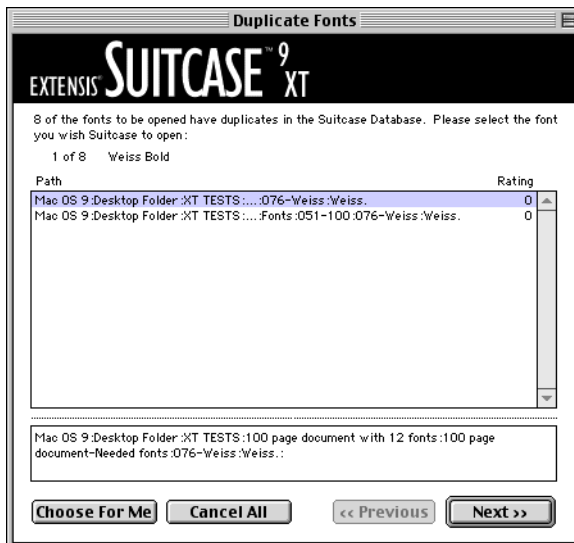 Duplicate Fonts
EXTENSIS® SUITCASE™ 9 XT
8 of the fonts to be opened have duplicates in the Suitcase Database. Please select the font
you wish Suitcase to open:
1 of 8 Weiss Bold
Path Rating
Mac OS 9:Desktop Folder:XT TESTS:...:076-Weiss:Weiss. 0
Mac OS 9:Desktop Folder:XT TESTS:...:Fonts:051-100:076-Weiss:Weiss. 0
Mac OS 9:Desktop Folder:XT TESTS:100 page document with 12 fonts:100 page
document-Needed fonts:076-Weiss:Weiss.:
Choose For Me Cancel All << Previous Next >>